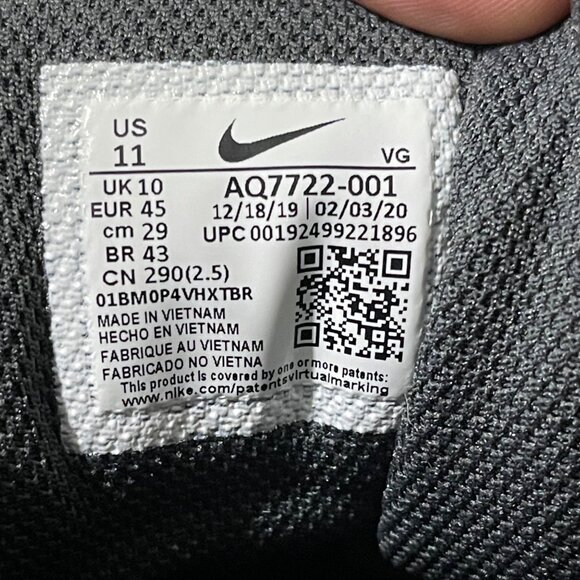 US
11
VG
UK 10
AQ7722-001
EUR 45
12/18/19 | 02/03/20
cm 29
UPC 00192499221896
BR 43
CN 290(2.5)
01BM0P4VHXTBR
MADE IN VIETNAM
HECHO EN VIETNAM
FABRIQUE AU VIETNAM
FABRICADO NO VIETNA
This product is covered by one or more patents:
www.nike.com/patentsvirtualmarking